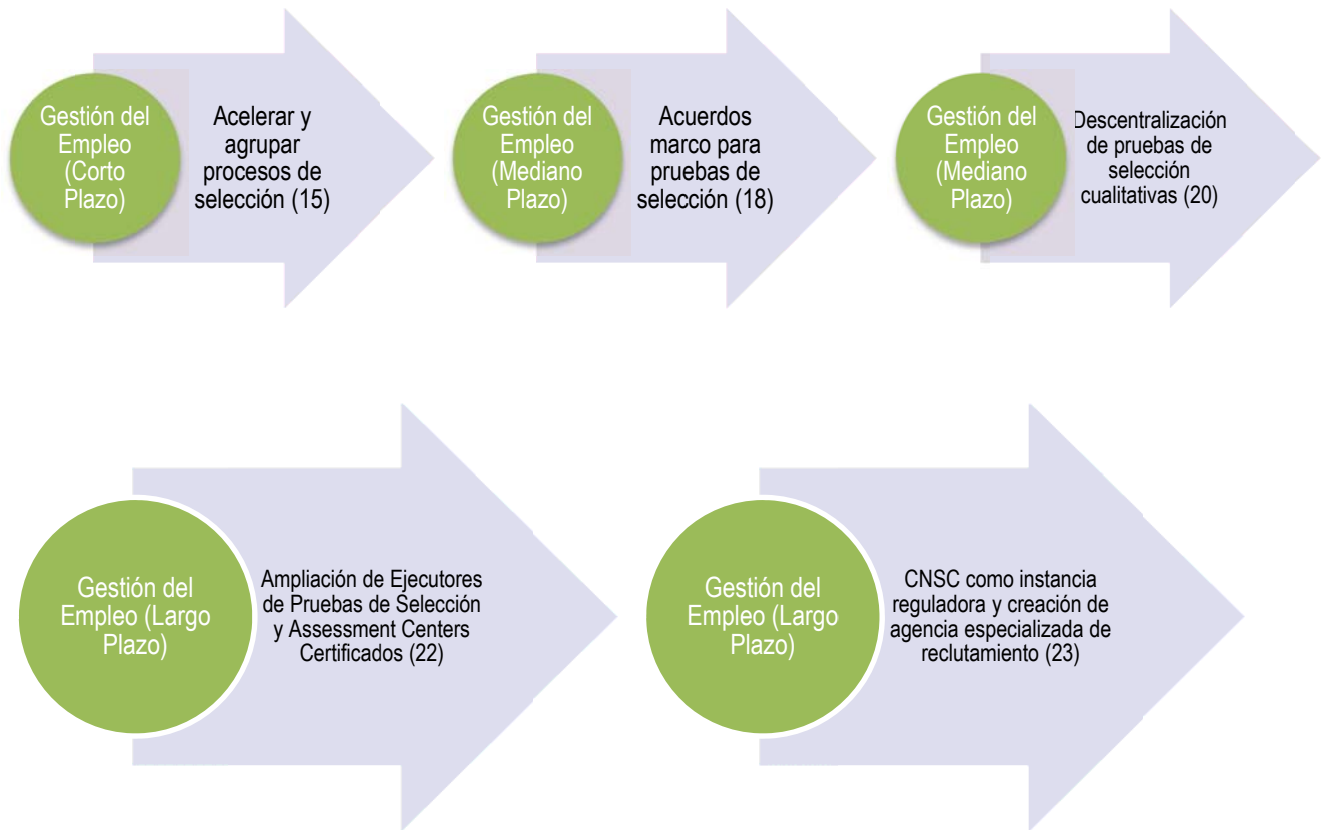 Gestión del
Empleo
(Corto
Plazo)
Acelerar y
agrupar
procesos de
selección (15)
Gestión del
Empleo
(Mediano
Plazo)
Acuerdos
marco para
pruebas de
selección (18)
Gestión del
Empleo
(Mediano
Plazo)
Descentralización
de pruebas de
selección
cualitativas (20)
Gestión del
Empleo (Largo
Plazo)
Ampliación de Ejecutores
de Pruebas de Selección
y Assessment Centers
Certificados (22)
Gestión del
Empleo (Largo
Plazo)
CNSC como instancia
reguladora y creación de
agencia especializada de
reclutamiento (23)